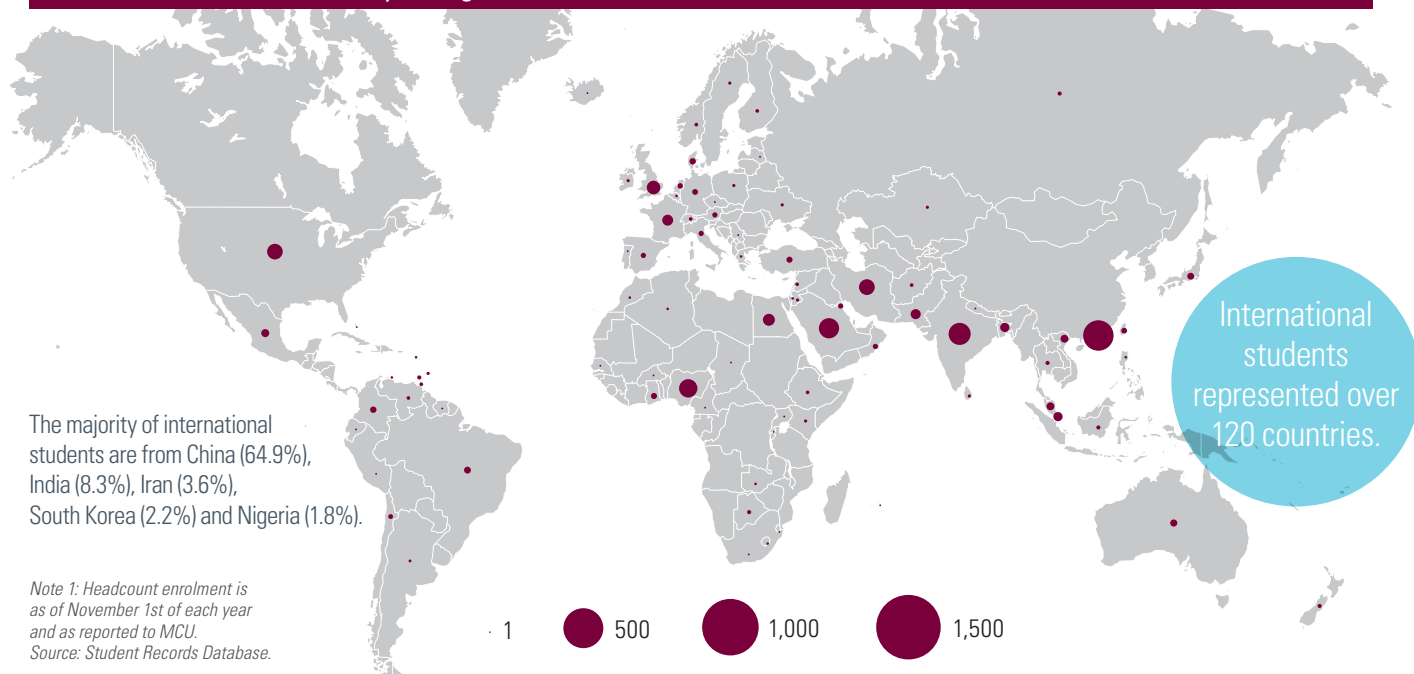 The majority of international
students are from China (64.9%),
India (8.3%), Iran (3.6%),
South Korea (2.2%) and Nigeria (1.8%).
International
students
represented over
120 countries.
Note 1: Headcount enrolment is
as of November 1st of each year
and as reported to MCU.
Source: Student Records Database.
1
500
1,000
1,500